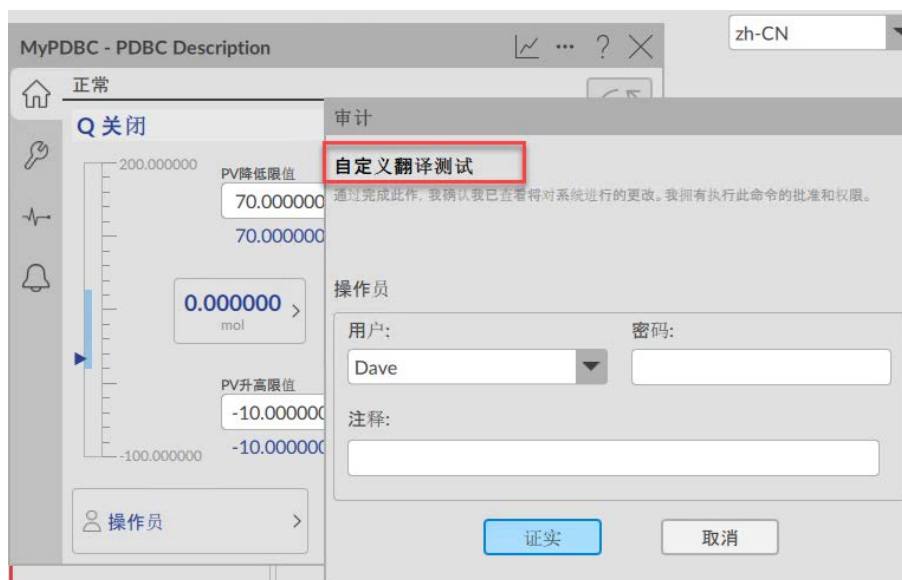 zh-CN
MyPDBC - PDBC Description
正常
审计
Q 关闭
自定义翻译测试
200.000000
PV降低限值
通过完成此作, 我确认我已查看将对系统进行的更改。我拥有执行此命令的批准和权限。
70.000000
70.000000
操作员
0.000000
mol
用户:
密码:
Dave
PV升高限值
-10.000000
注释:
-10.000000
-100.000000
操作员
证实
取消